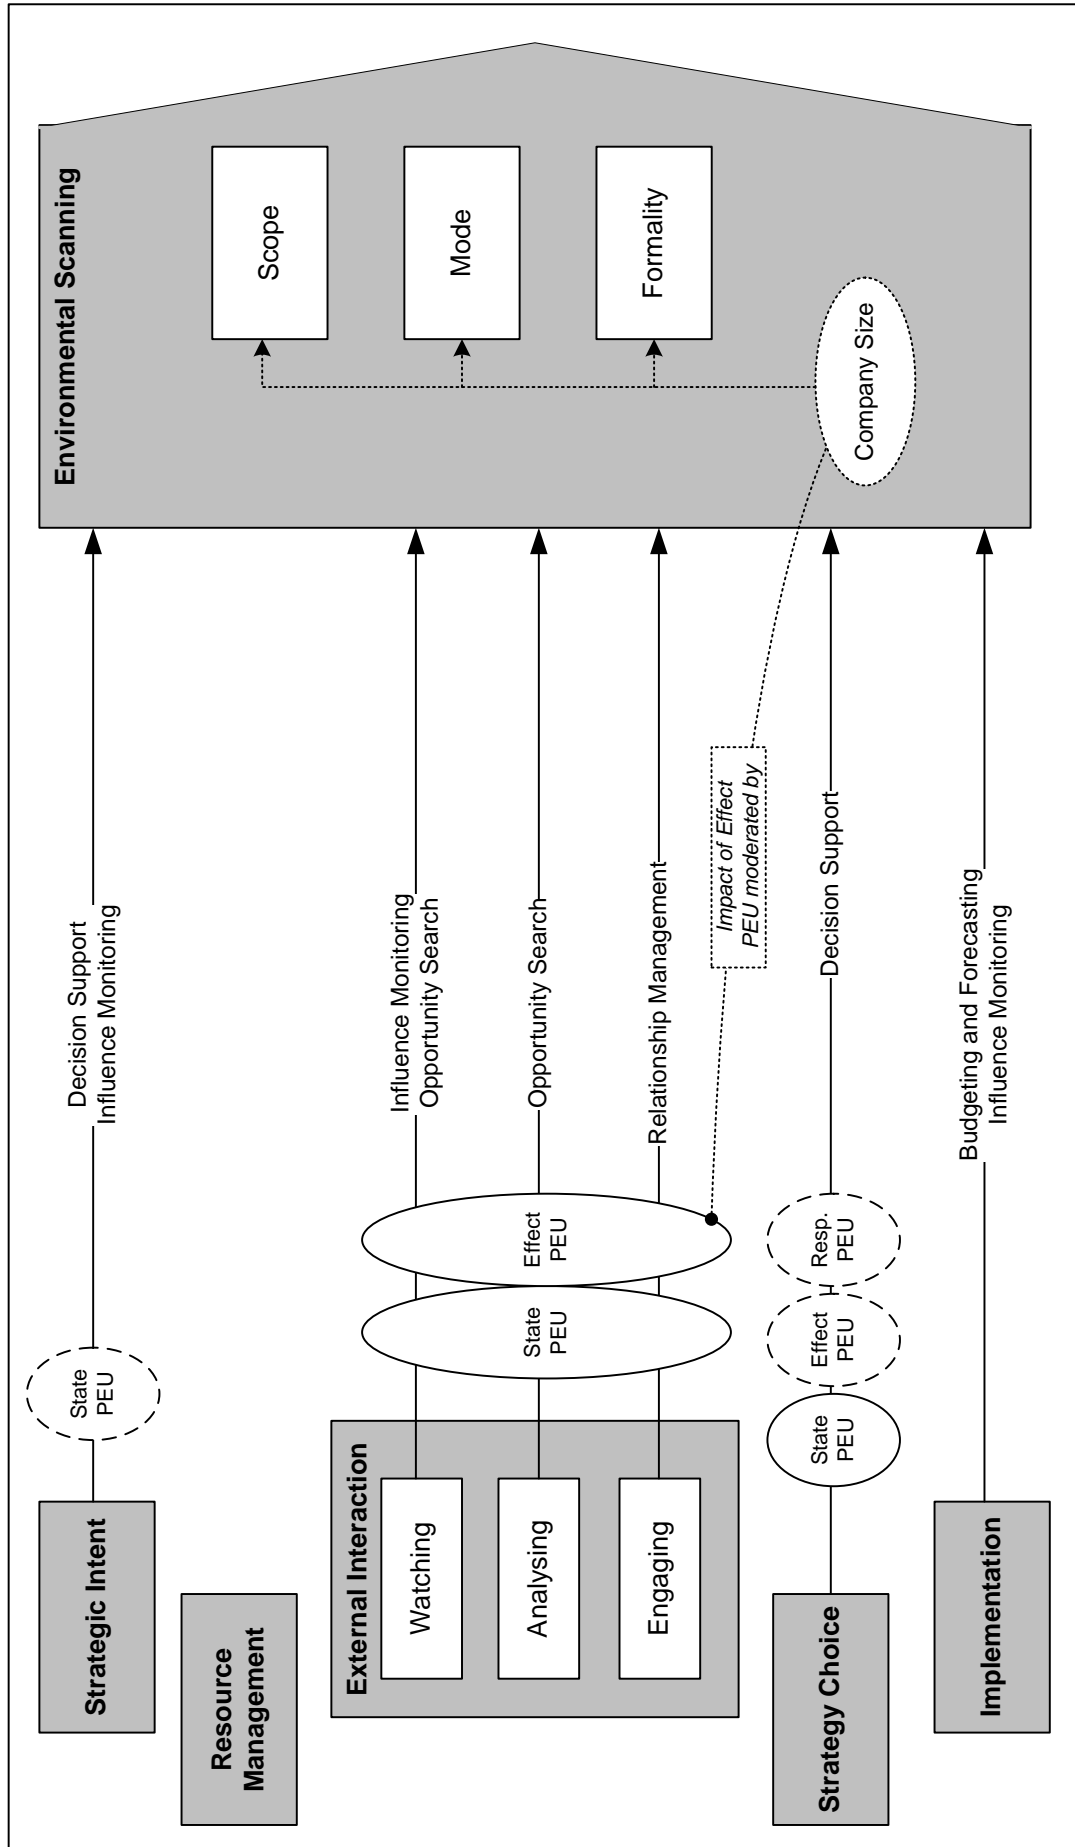 Strategic Intent
State
PEU
Decision Support
Influence Monitoring
Resource
Management
External Interaction
Watching
Analysing
Engaging
State
PEU
Effect
PEU
Influence Monitoring
Opportunity Search
Opportunity Search
Relationship Management
Impact of Effect
PEU moderated by
Strategy Choice
State
PEU
Effect
PEU
Resp.
PEU
Decision Support
Implementation
Budgeting and Forecasting
Influence Monitoring
Environmental Scanning
Scope
Mode
Formality
Company Size